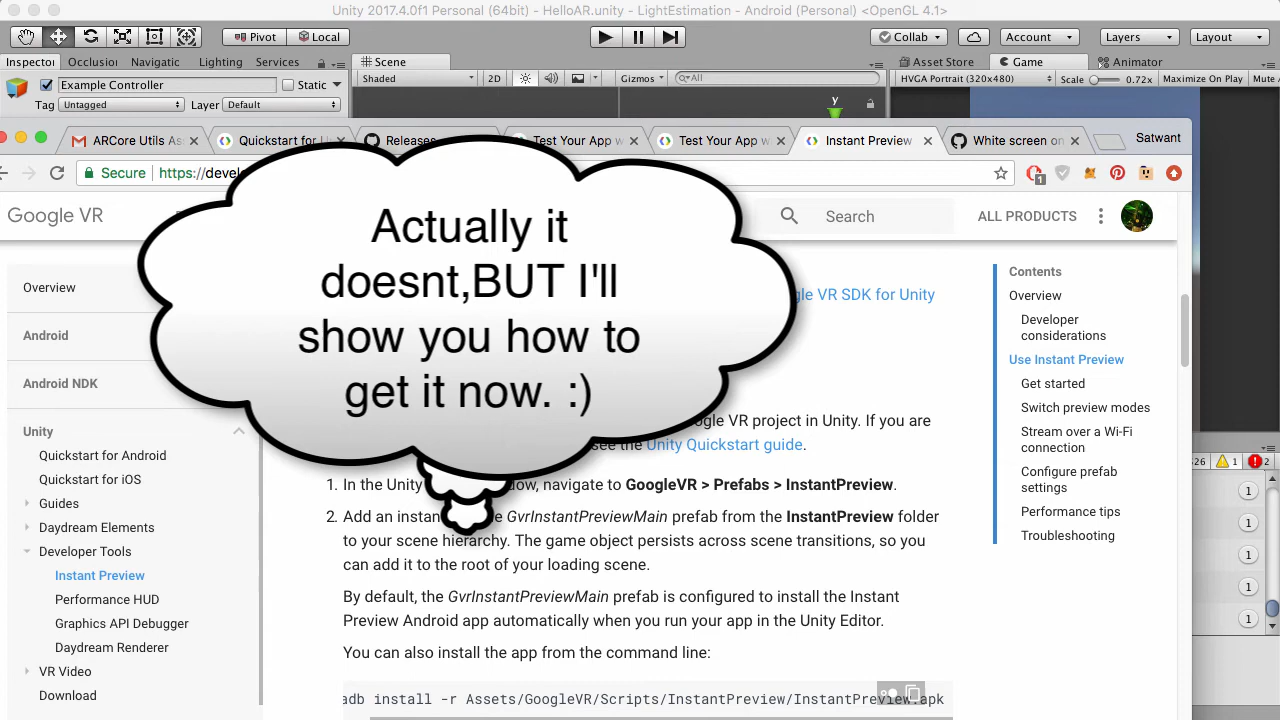 Unity 2017.4.0f1 Personal (64bit) - HelloAR.unity - LightEstimation - Android (Personal) <OpenGL 4.1>
Pivot Local Collab Account Layers Layout
Inspector Occlusion Navigatic Lighting Services Scene Asset Store Game Animator
Example Controller Static Shaded 2D Gizmos All HVGA Portrait (320x480) Scale 0.72x Maximize On Play Mute
Tag Untagged Layer Default y
ARCore Utils As Quickstart for U Releases Test Your App w Test Your App w Instant Preview White screen on Satwant
Secure https://devel 1
Google VR Search ALL PRODUCTS
Actually it
doesnt,BUT I'll
show you how to
get it now. :)
Overview
Android
Android NDK
Unity
Quickstart for Android
Quickstart for iOS
Guides
Daydream Elements
Developer Tools
Instant Preview
Performance HUD
Graphics API Debugger
Daydream Renderer
VR Video
Download
gle VR SDK for Unity
ogle VR project in Unity. If you are
see the Unity Quickstart guide.
1. In the Unity dow, navigate to GoogleVR > Prefabs > InstantPreview.
2. Add an instan e GvrInstantPreviewMain prefab from the InstantPreview folder
to your scene hierarchy. The game object persists across scene transitions, so you
can add it to the root of your loading scene.
By default, the GvrInstantPreviewMain prefab is configured to install the Instant
Preview Android app automatically when you run your app in the Unity Editor.
You can also install the app from the command line:
adb install -r Assets/GoogleVR/Scripts/InstantPreview/InstantPreview.apk
Contents
Overview
Developer
considerations
Use Instant Preview
Get started
Switch preview modes
Stream over a Wi-Fi
connection
Configure prefab
settings
Performance tips
Troubleshooting
26 1 2
1
1
1
1
1